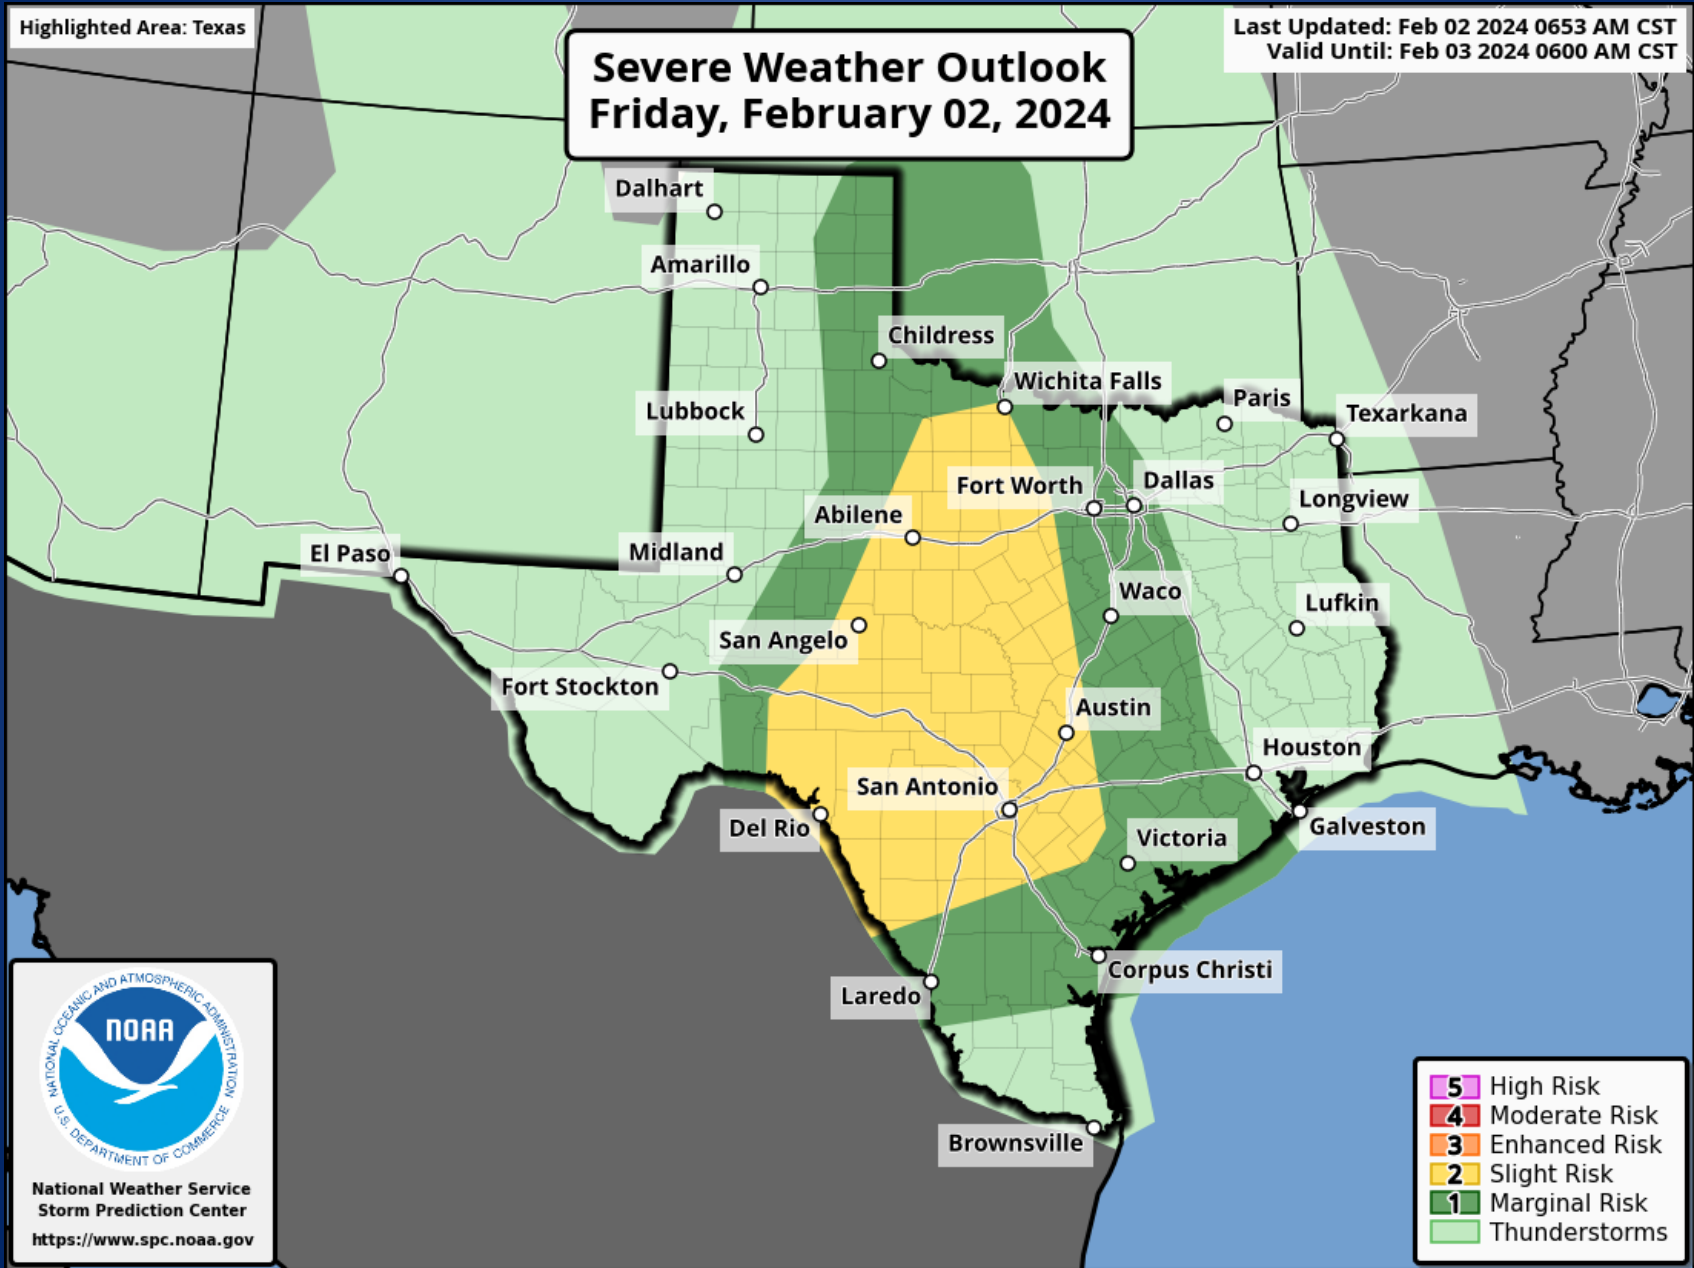 Highlighted Area: Texas
Severe Weather Outlook
Friday, February 02, 2024
Last Updated: Feb 02 2024 0653 AM CST
Valid Until: Feb 03 2024 0600 AM CST
Dalhart
Amarillo
Childress
Wichita Falls
Paris
Texarkana
Lubbock
Fort Worth
Dallas
Longview
Abilene
El Paso
Midland
Waco
Lufkin
San Angelo
Fort Stockton
Austin
Houston
San Antonio
Del Rio
Galveston
Victoria
Corpus Christi
Laredo
Brownsville
NATIONAL OCEANIC AND ATMOSPHERIC ADMINISTRATION
NOAA
U.S. DEPARTMENT OF COMMERCE
National Weather Service
Storm Prediction Center
https://www.spc.noaa.gov
5 High Risk
4 Moderate Risk
3 Enhanced Risk
2 Slight Risk
1 Marginal Risk
Thunderstorms